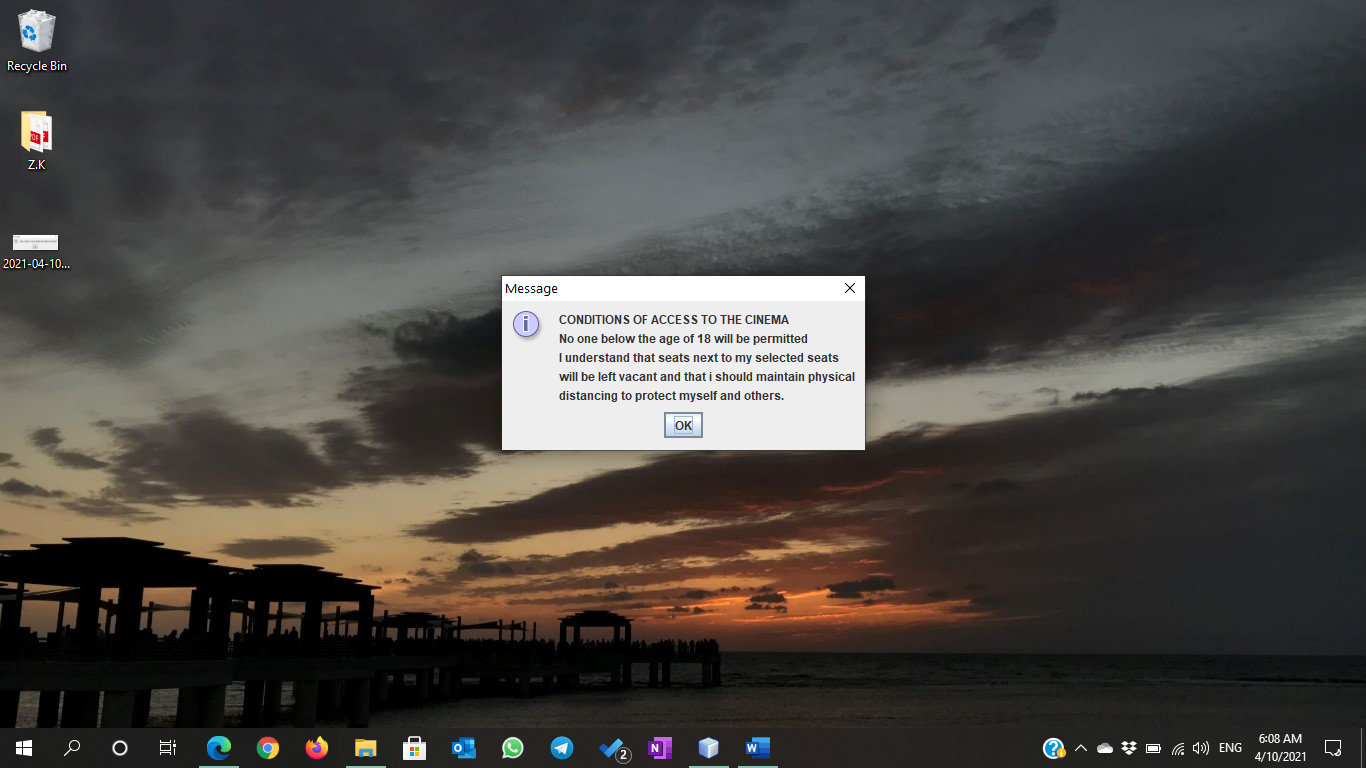 Recycle Bin
Z.K
2021-04-10...
Message
CONDITIONS OF ACCESS TO THE CINEMA
No one below the age of 18 will be permitted
I understand that seats next to my selected seats
will be left vacant and that i should maintain physical
distancing to protect myself and others.
OK
2
ENG
6:08 AM
4/10/2021